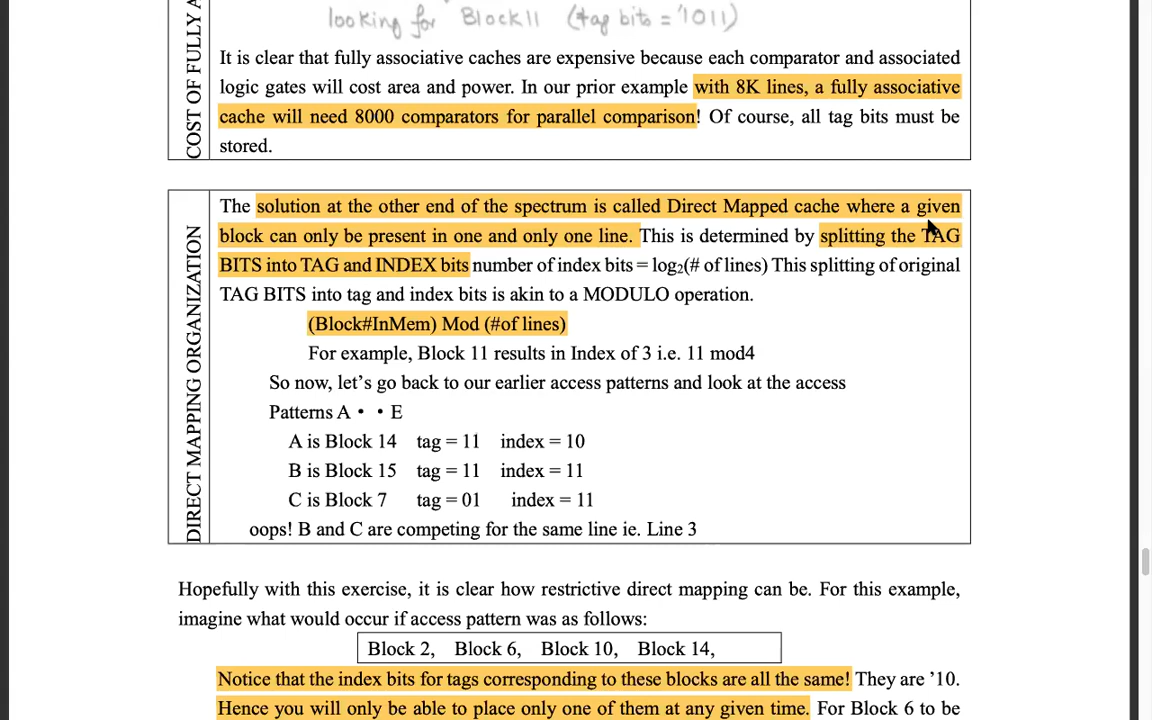 looking for Block 11 (tag bits = '1011)
COST OF FULLY A
It is clear that fully associative caches are expensive because each comparator and associated
logic gates will cost area and power. In our prior example with 8K lines, a fully associative
cache will need 8000 comparators for parallel comparison! Of course, all tag bits must be
stored.
DIRECT MAPPING ORGANIZATION
The solution at the other end of the spectrum is called Direct Mapped cache where a given
block can only be present in one and only one line. This is determined by splitting the TAG
BITS into TAG and INDEX bits number of index bits = log₂(# of lines) This splitting of original
TAG BITS into tag and index bits is akin to a MODULO operation.
(Block#InMem) Mod (#of lines)
For example, Block 11 results in Index of 3 i.e. 11 mod4
So now, let’s go back to our earlier access patterns and look at the access
Patterns A • • E
A is Block 14 tag = 11 index = 10
B is Block 15 tag = 11 index = 11
C is Block 7 tag = 01 index = 11
oops! B and C are competing for the same line ie. Line 3
Hopefully with this exercise, it is clear how restrictive direct mapping can be. For this example,
imagine what would occur if access pattern was as follows:
Block 2, Block 6, Block 10, Block 14,
Notice that the index bits for tags corresponding to these blocks are all the same! They are ’10.
Hence you will only be able to place only one of them at any given time. For Block 6 to be